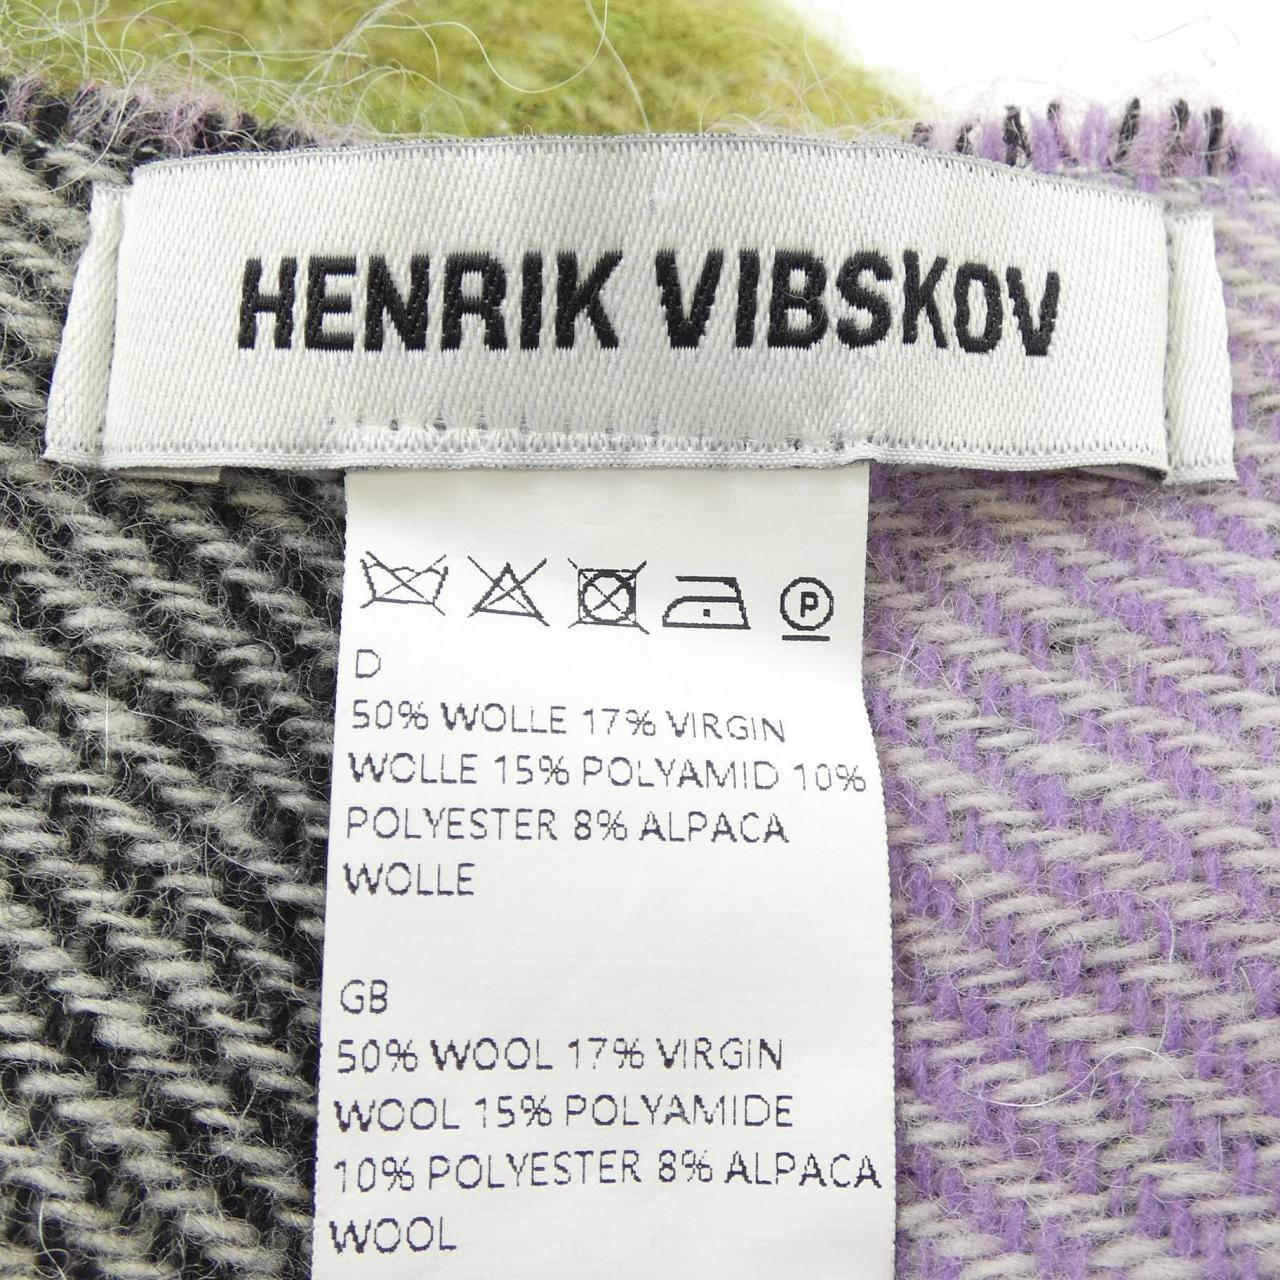 HENRIK VIBSKOV
P
D
50% WOLLE 17% VIRGIN
WOLLE 15% POLYAMID 10%
POLYESTER 8% ALPACA
WOLLE
GB
50% WOOL 17% VIRGIN
WOOL 15% POLYAMIDE
10% POLYESTER 8% ALPACA
WOOL